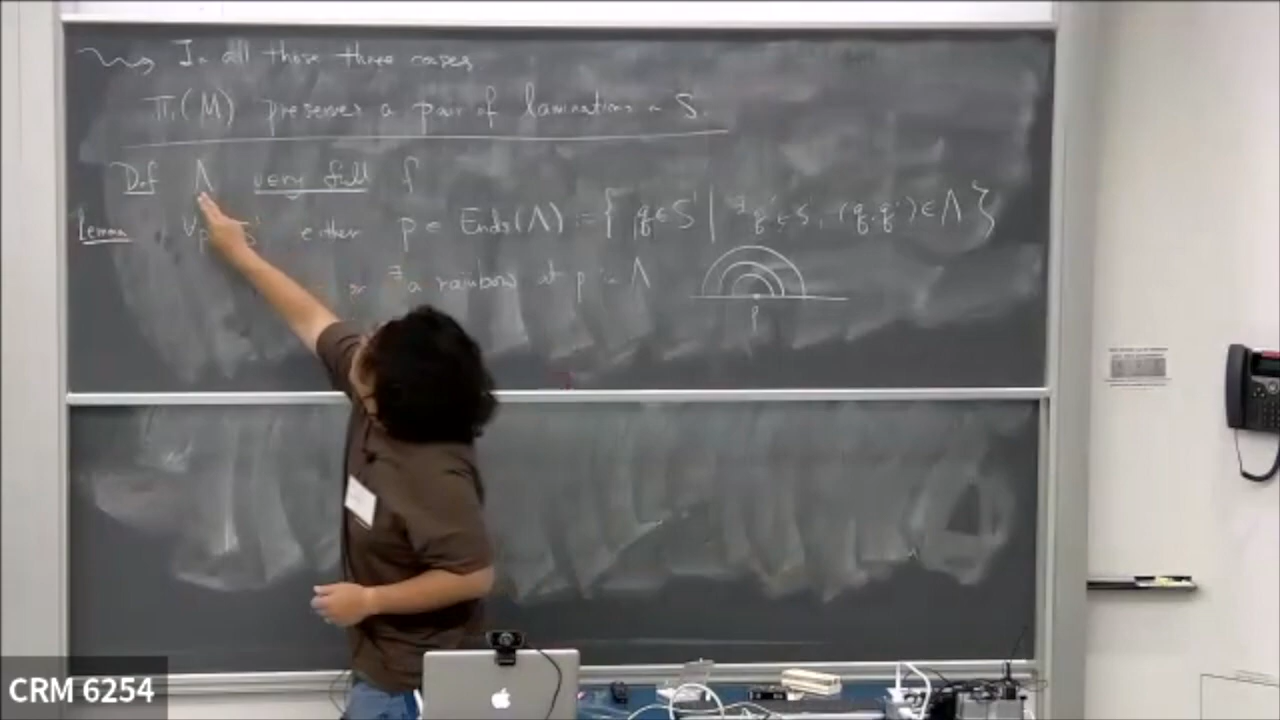 ⇝ In all those three cases,
π₁(M) preserves a pair of laminations on S¹.
Def Λ very full f
Lemma ∀p S¹ either p ∈ Ends(Λ) := { q ∈ S¹ | ∃ q' ∈ S¹, (q, q') ∈ Λ }
or ∃ a rainbow at p in Λ
p
CRM 6254